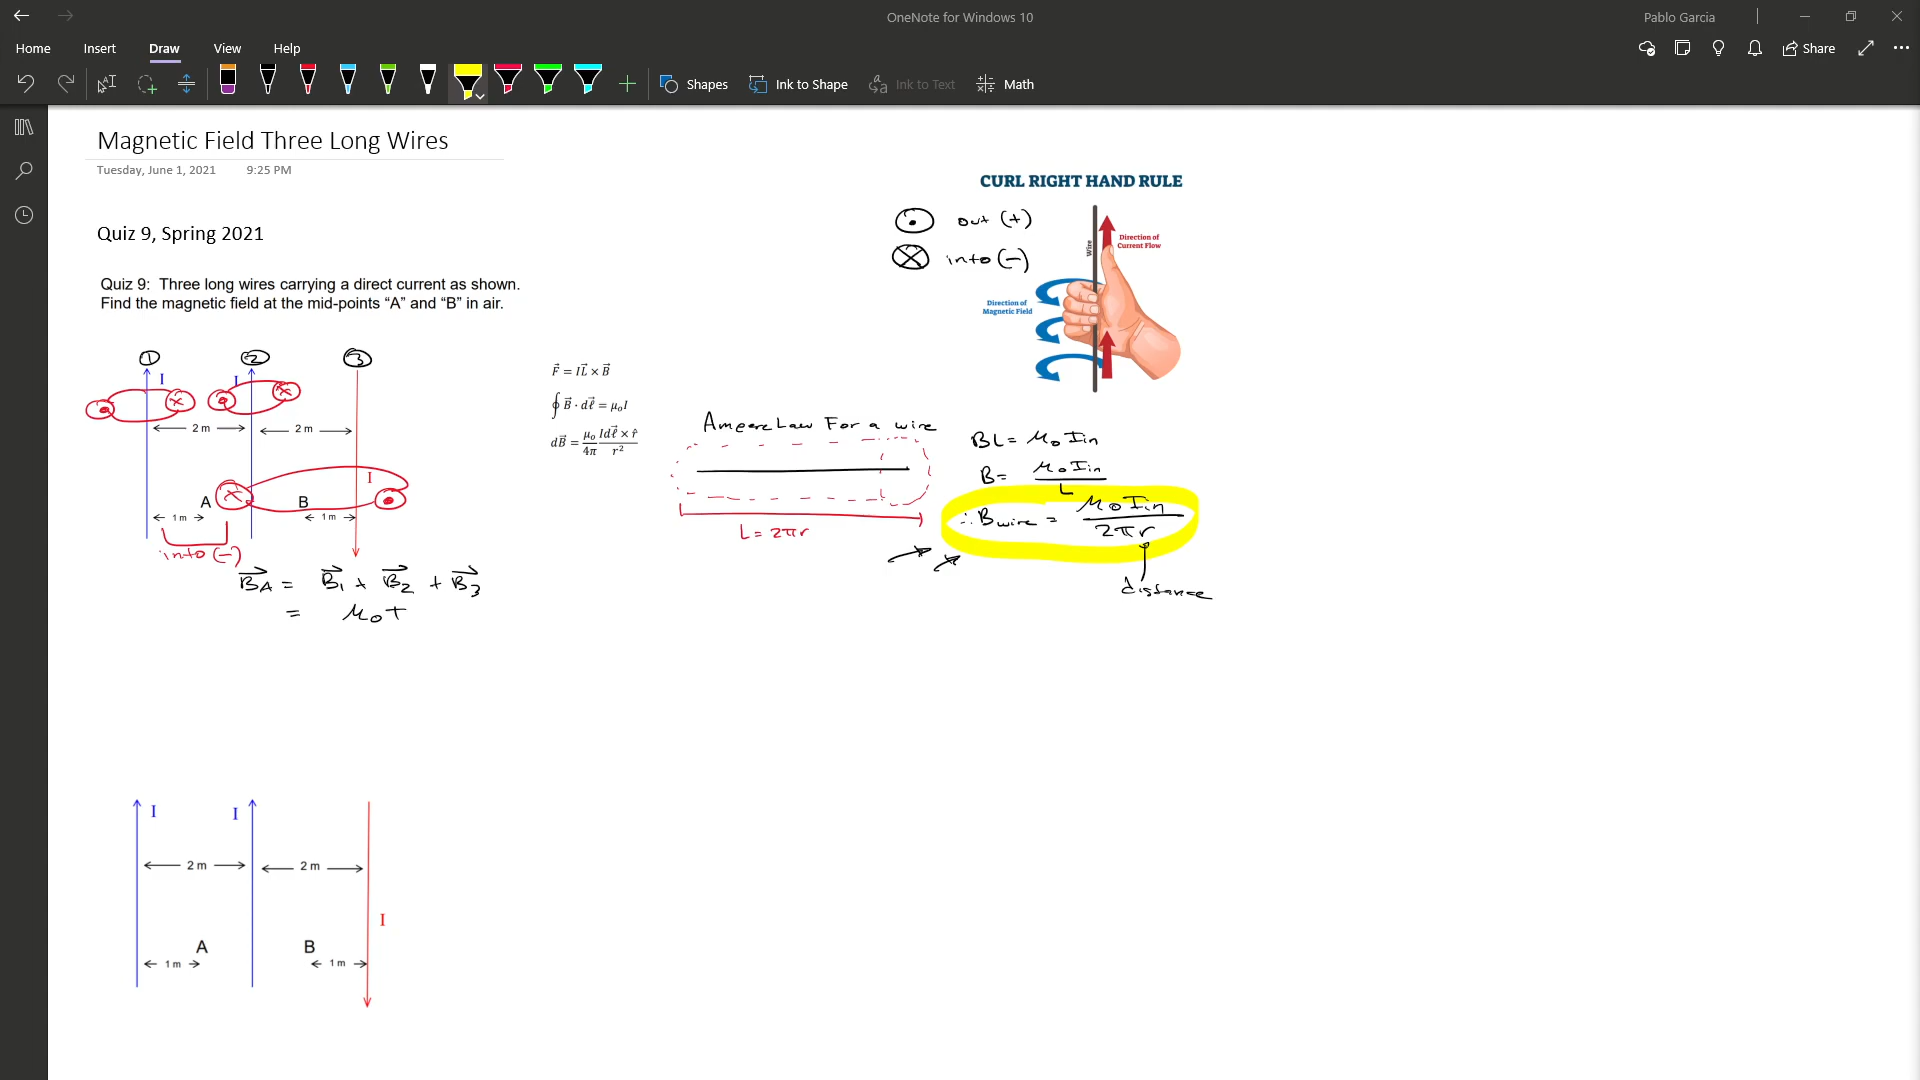 OneNote for Windows 10
Pablo Garcia
Home Insert Draw View Help
Share
Shapes Ink to Shape Ink to Text Math
Magnetic Field Three Long Wires
Tuesday, June 1, 2021 9:25 PM
Quiz 9, Spring 2021
Quiz 9: Three long wires carrying a direct current as shown.
Find the magnetic field at the mid-points “A” and “B” in air.
1 2 3
I I
2 m 2 m
I
A B
1 m 1 m
into (-)
B⃗A = B⃗1 + B⃗2 + B⃗3
= μ0 I
F⃗ = IL⃗ × B⃗
∮ B⃗ · dℓ⃗ = μₒI
dB⃗ = μₒ/4π Idℓ⃗ × r̂/r²
CURL RIGHT HAND RULE
out (+)
into (-)
Wire
Direction of
Current Flow
Direction of
Magnetic Field
Ampere Law For a wire
L = 2πr
BL = μ0 Iin
B = μ0 Iin / L
∴ Bwire = μ0 Iin / 2πr
distance
I I
2 m 2 m
I
A B
1 m 1 m